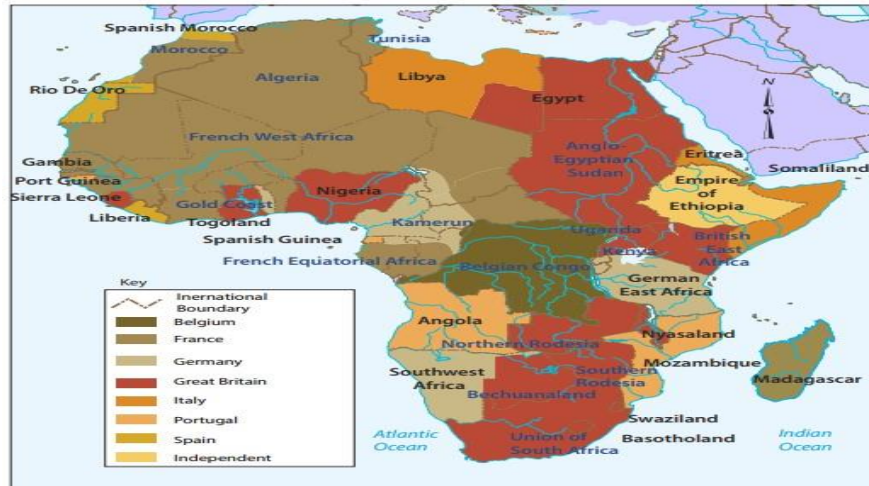 Spanish Morocco
Morocco
Tunisia
Algeria
Libya
Egypt
Rio De Oro
French West Africa
Anglo-
Egyptian
Sudan
Eritrea
Somaliland
Gambia
Port Guinea
Sierra Leone
Liberia
Gold Coast
Togoland
Nigeria
Kamerun
Empire
of
Ethiopia
Spanish Guinea
French Equatorial Africa
Belgian Congo
Uganda
Kenya
British
East
Africa
German
East Africa
Angola
Northern Rodesia
Nyasaland
Mozambique
Southwest
Africa
Southern
Rodesia
Bechuanaland
Madagascar
Swaziland
Basotholand
Union of
South Africa
Atlantic
Ocean
Indian
Ocean
N
Key
Inernational
Boundary
Belgium
France
Germany
Great Britain
Italy
Portugal
Spain
Independent